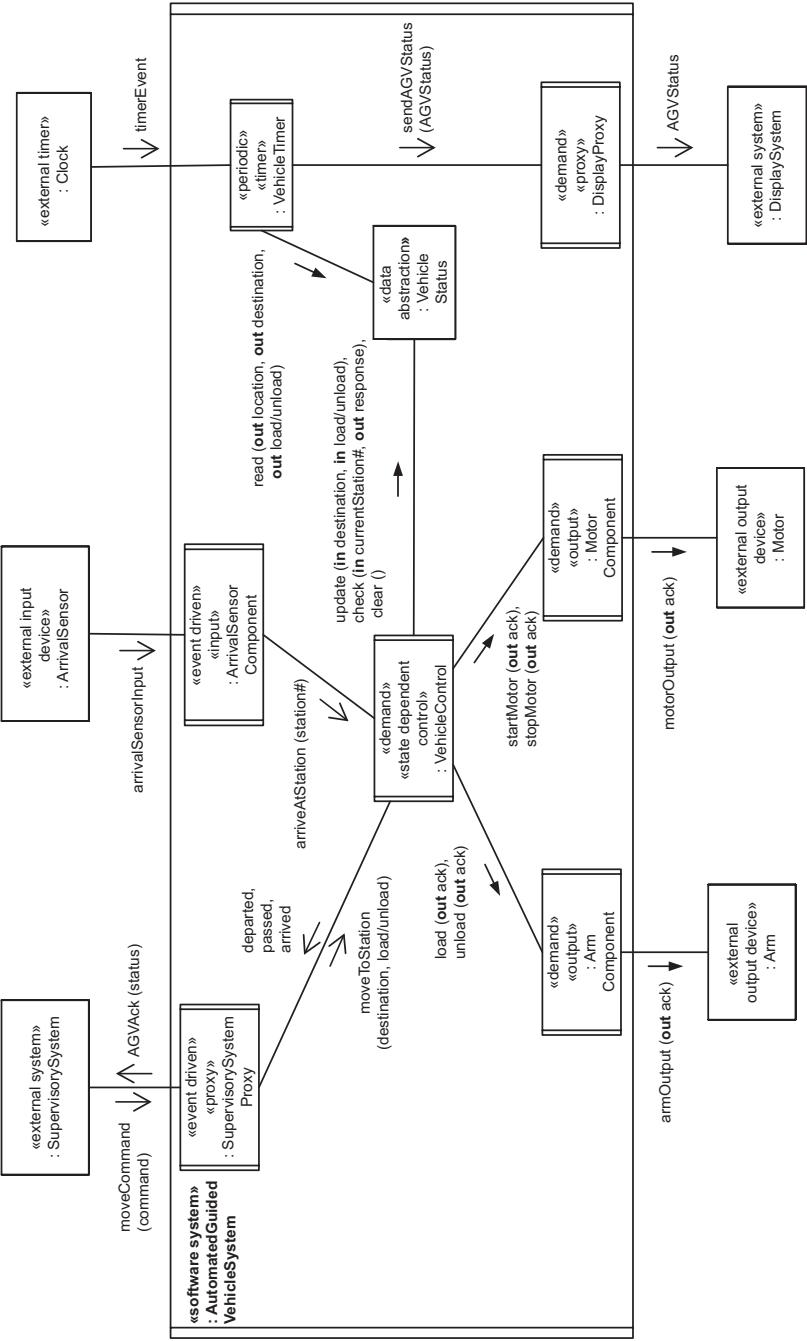 «external system»
: SupervisorySystem
«external input
device»
: ArrivalSensor
«external timer»
: Clock
moveCommand
(command)
AGVAck (status)
arrivalSensorInput
timerEvent
«software system»
: AutomatedGuided
VehicleSystem
«event driven»
«proxy»
: SupervisorySystem
Proxy
«event driven»
«input»
: ArrivalSensor
Component
«periodic»
«timer»
: VehicleTimer
departed,
passed,
arrived
moveToStation
(destination, load/unload)
arriveAtStation (station#)
read (out location, out destination,
out load/unload)
update (in destination, in load/unload),
check (in currentStation#, out response),
clear ()
sendAGVStatus
(AGVStatus)
«demand»
«state dependent
control»
: VehicleControl
«data
abstraction»
: Vehicle
Status
load (out ack),
unload (out ack)
startMotor (out ack),
stopMotor (out ack)
«demand»
«output»
: Arm
Component
«demand»
«output»
: Motor
Component
«demand»
«proxy»
: DisplayProxy
armOutput (out ack)
motorOutput (out ack)
AGVStatus
«external
output device»
: Arm
«external output
device»
: Motor
«external system»
: DisplaySystem